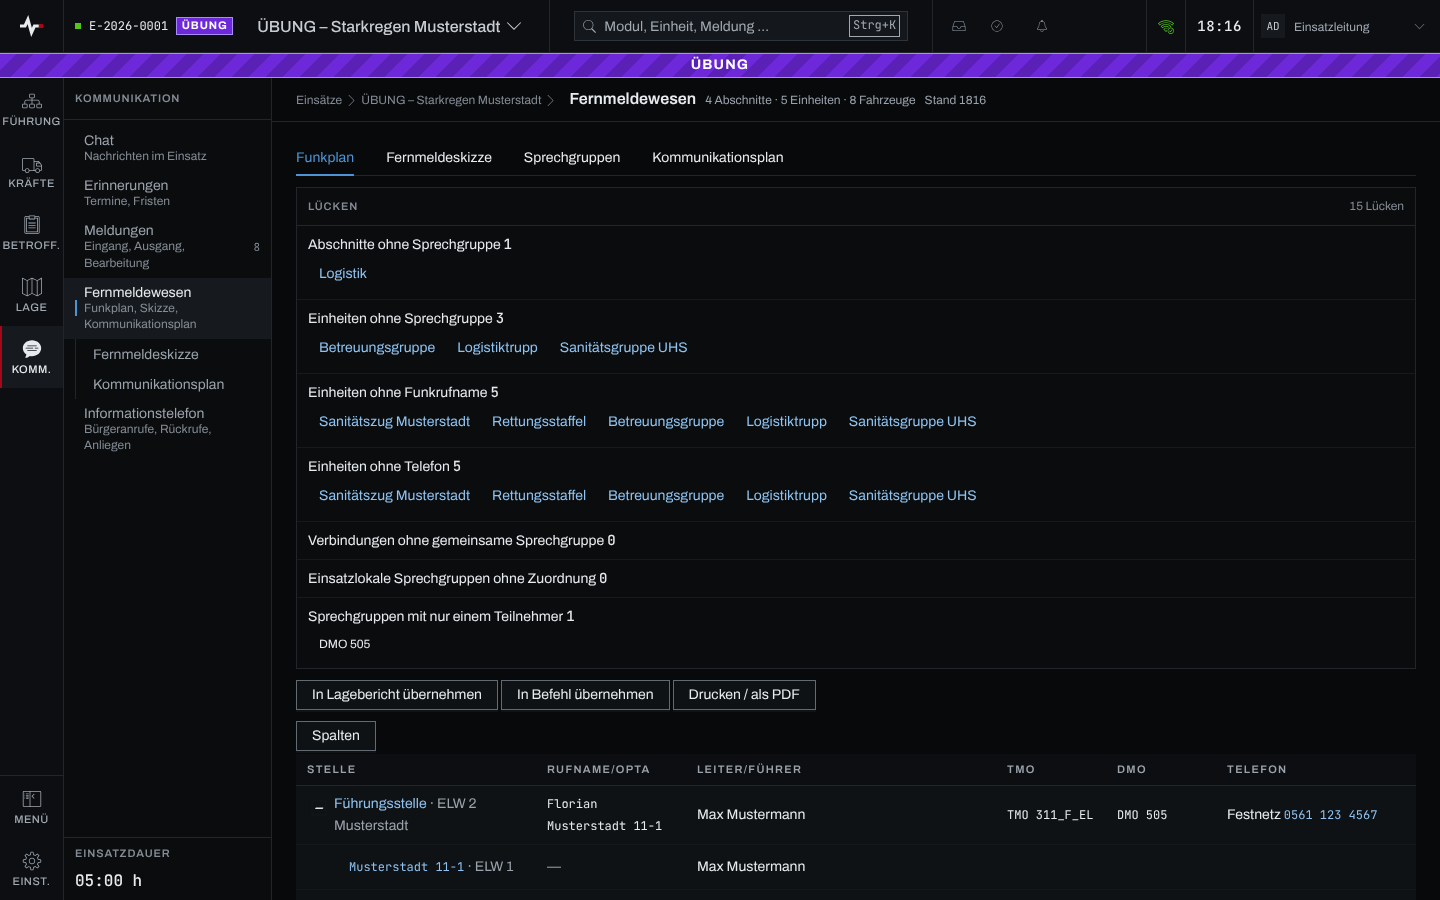 E-2026-0001 ÜBUNG ÜBUNG – Starkregen Musterstadt Modul, Einheit, Meldung ... Strg+K 18:16 AD Einsatzleitung
ÜBUNG
FÜHRUNG
KRÄFTE
BETROFF.
LAGE
KOMM.
MENÜ
EINST.
KOMMUNIKATION
Chat
Nachrichten im Einsatz
Erinnerungen
Termine, Fristen
Meldungen
Eingang, Ausgang,
Bearbeitung
8
Fernmeldewesen
Funkplan, Skizze,
Kommunikationsplan
Fernmeldeskizze
Kommunikationsplan
Informationstelefon
Bürgeranrufe, Rückrufe,
Anliegen
EINSATZDAUER
05:00 h
Einsätze ÜBUNG – Starkregen Musterstadt Fernmeldewesen 4 Abschnitte · 5 Einheiten · 8 Fahrzeuge Stand 1816
Funkplan Fernmeldeskizze Sprechgruppen Kommunikationsplan
LÜCKEN 15 Lücken
Abschnitte ohne Sprechgruppe 1
Logistik
Einheiten ohne Sprechgruppe 3
Betreuungsgruppe Logistiktrupp Sanitätsgruppe UHS
Einheiten ohne Funkrufname 5
Sanitätszug Musterstadt Rettungsstaffel Betreuungsgruppe Logistiktrupp Sanitätsgruppe UHS
Einheiten ohne Telefon 5
Sanitätszug Musterstadt Rettungsstaffel Betreuungsgruppe Logistiktrupp Sanitätsgruppe UHS
Verbindungen ohne gemeinsame Sprechgruppe 0
Einsatzlokale Sprechgruppen ohne Zuordnung 0
Sprechgruppen mit nur einem Teilnehmer 1
DMO 505
In Lagebericht übernehmen In Befehl übernehmen Drucken / als PDF
Spalten
STELLE RUFNAME/OPTA LEITER/FÜHRER TMO DMO TELEFON
– Führungsstelle · ELW 2
Musterstadt
Florian
Musterstadt 11-1
Max Mustermann TMO 311_F_EL DMO 505 Festnetz 0561 123 4567
Musterstadt 11-1 · ELW 1 — Max Mustermann